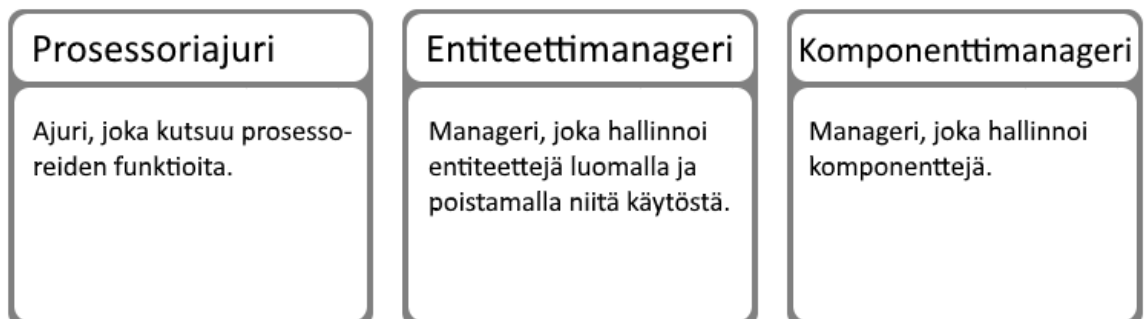 Prosessoriajuri
Ajuri, joka kutsuu prosesso-
reiden funktioita.
Entiteettimanageri
Manageri, joka hallinnoi
entiteettejä luomalla ja
poistamalla niitä käytöstä.
Komponenttimanageri
Manageri, joka hallinnoi
komponenttejä.